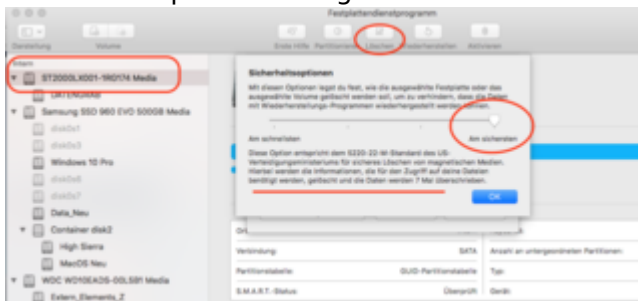 Festplattendienstprogramm
Darstellung Volume Erste Hilfe Partitionieren Löschen Wiederherstellen Aktivieren
Intern
ST2000LX001-1RG174 Media
DATENGRAB
Samsung SSD 960 EVO 500GB Media
disk0s1
disk0s3
Windows 10 Pro
disk0s6
disk0s7
Data_Neu
Container disk2
High Sierra
MacOS Neu
WDC WD10EADS-00L5B1 Media
Extern_Elements_Z
Sicherheitsoptionen
Mit diesen Optionen legst du fest, wie die ausgewählte Festplatte oder das
ausgewählte Volume gelöscht werden soll, um zu verhindern, dass die Daten
mit Wiederherstellungs-Programmen wiederhergestellt werden können.
Am schnellsten Am sichersten
Diese Option entspricht dem 5220-22-M-Standard des US-
Verteidigungsministeriums für sicheres Löschen von magnetischen Medien.
Hierbei werden die Informationen, die für den Zugriff auf deine Dateien
benötigt werden, gelöscht und die Daten werden 7 Mal überschrieben.
OK
Verbindung: SATA
Anzahl an untergeordneten Partitionen:
Partitionstabelle: GUID-Partitionstabelle
Typ:
S.M.A.R.T.-Status: Überprüft
Gerät: